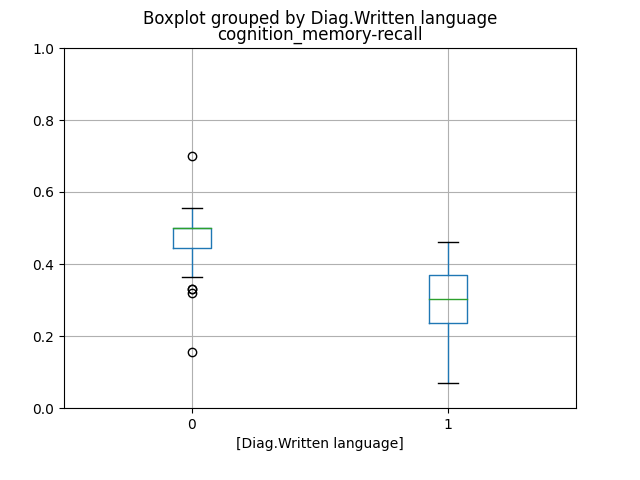 Boxplot grouped by Diag.Written language
cognition_memory-recall
1.0
0.8
0.6
0.4
0.2
0.0
0 1
[Diag.Written language]